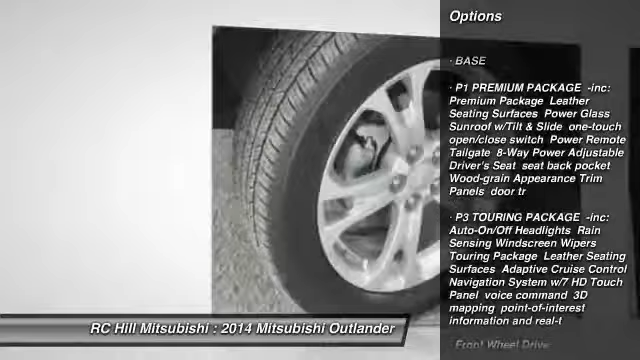 Options
· BASE
· P1 PREMIUM PACKAGE -inc:
Premium Package Leather
Seating Surfaces Power Glass
Sunroof w/Tilt & Slide one-touch
open/close switch Power Remote
Tailgate 8-Way Power Adjustable
Driver's Seat seat back pocket
Wood-grain Appearance Trim
Panels door tr
· P3 TOURING PACKAGE -inc:
Auto-On/Off Headlights Rain
Sensing Windscreen Wipers
Touring Package Leather Seating
Surfaces Adaptive Cruise Control
Navigation System w/7 HD Touch
Panel voice command 3D
mapping point-of-interest
information and real-t
· Front Wheel Drive
RC Hill Mitsubishi : 2014 Mitsubishi Outlander